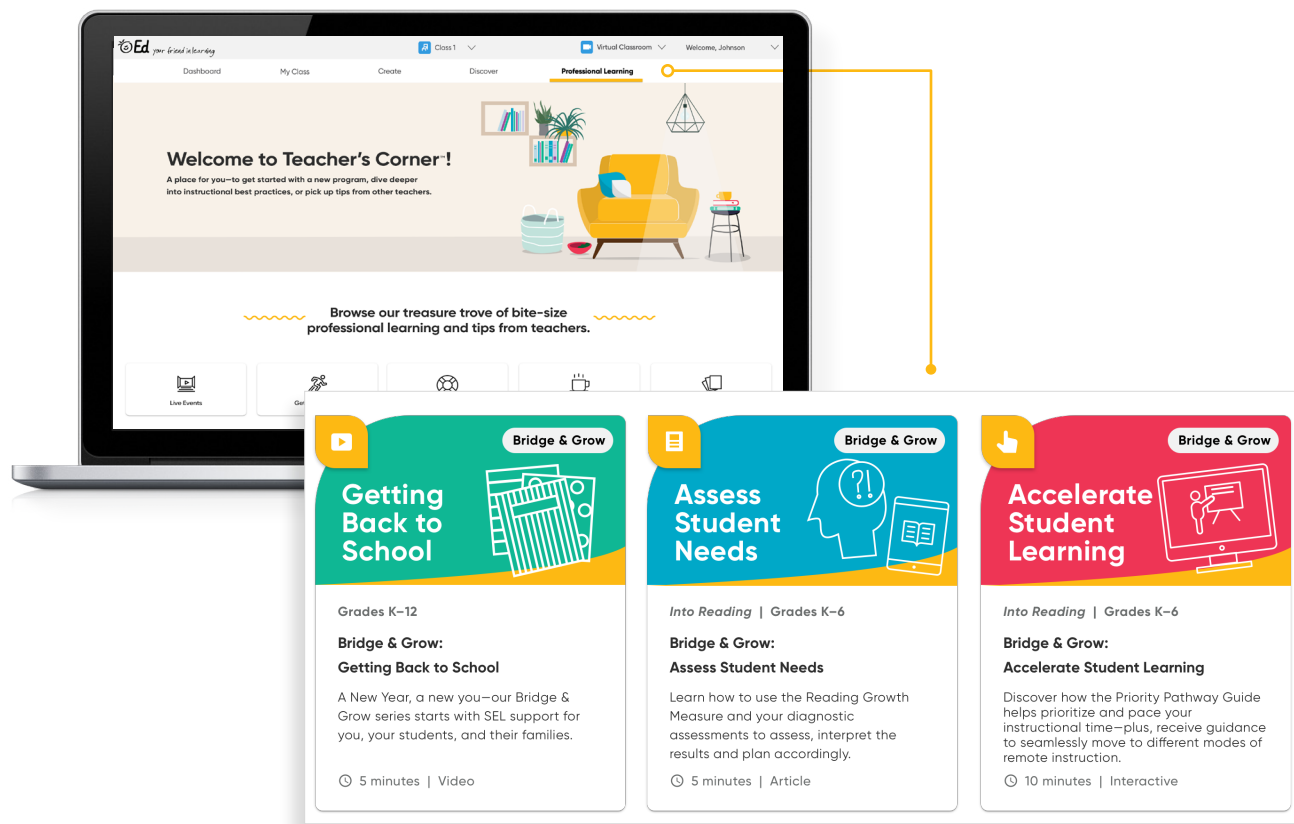 Ed your friend in learning
Class 1
Virtual Classroom
Welcome, Johnson
Dashboard
My Class
Create
Discover
Professional Learning
Welcome to Teacher's Corner™!
A place for you—to get started with a new program, dive deeper
into instructional best practices, or pick up tips from other teachers.
Browse our treasure trove of bite-size
professional learning and tips from teachers.
Live Events
Bridge & Grow
Getting
Back to
School
Grades K–12
Bridge & Grow:
Getting Back to School
A New Year, a new you—our Bridge &
Grow series starts with SEL support for
you, your students, and their families.
5 minutes | Video
Bridge & Grow
?!
Assess
Student
Needs
Into Reading | Grades K–6
Bridge & Grow:
Assess Student Needs
Learn how to use the Reading Growth
Measure and your diagnostic
assessments to assess, interpret the
results and plan accordingly.
5 minutes | Article
Bridge & Grow
Accelerate
Student
Learning
Into Reading | Grades K–6
Bridge & Grow:
Accelerate Student Learning
Discover how the Priority Pathway Guide
helps prioritize and pace your
instructional time—plus, receive guidance
to seamlessly move to different modes of
remote instruction.
10 minutes | Interactive